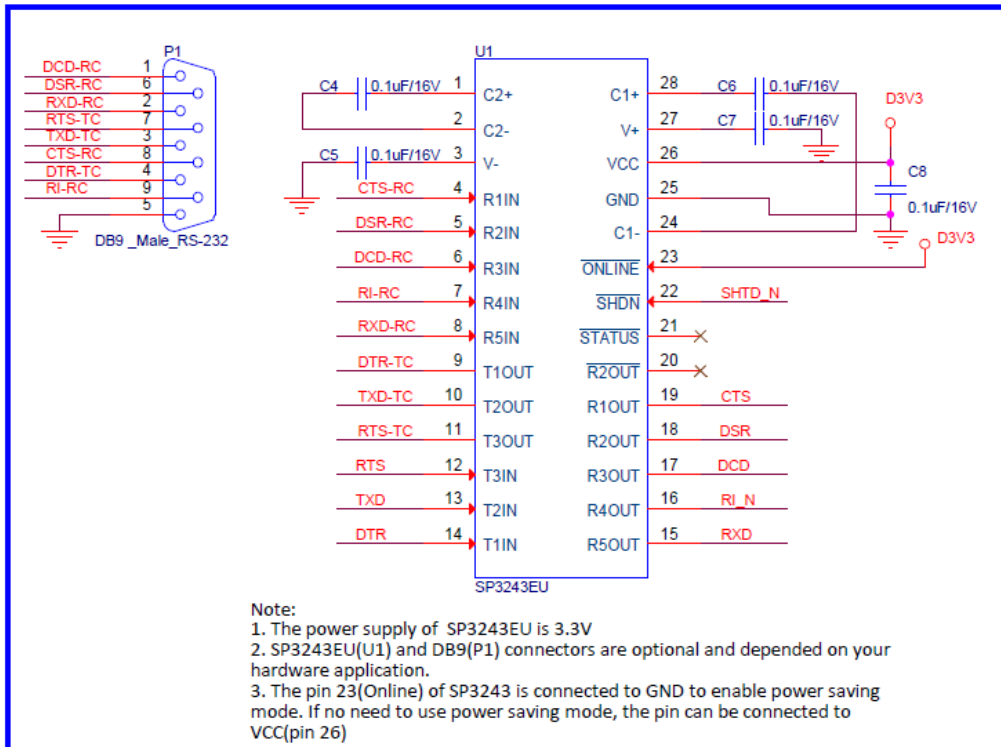 P1
DCD-RC 1
DSR-RC 6
RXD-RC 2
RTS-TC 7
TXD-TC 3
CTS-RC 8
DTR-TC 4
RI-RC 9
5
DB9 _Male_RS-232
U1
C4 0.1uF/16V 1 C2+
2 C2-
C5 0.1uF/16V 3 V-
CTS-RC 4 R1IN
DSR-RC 5 R2IN
DCD-RC 6 R3IN
RI-RC 7 R4IN
RXD-RC 8 R5IN
DTR-TC 9 T1OUT
TXD-TC 10 T2OUT
RTS-TC 11 T3OUT
RTS 12 T3IN
TXD 13 T2IN
DTR 14 T1IN
C1+ 28 C6 0.1uF/16V
V+ 27 C7 0.1uF/16V
VCC 26
GND 25
C1- 24
ONLINE 23
SHDN 22 SHTD_N
STATUS 21
R2OUT 20
R1OUT 19 CTS
R2OUT 18 DSR
R3OUT 17 DCD
R4OUT 16 RI_N
R5OUT 15 RXD
D3V3
C8
0.1uF/16V
D3V3
SP3243EU
Note:
1. The power supply of SP3243EU is 3.3V
2. SP3243EU(U1) and DB9(P1) connectors are optional and depended on your
hardware application.
3. The pin 23(Online) of SP3243 is connected to GND to enable power saving
mode. If no need to use power saving mode, the pin can be connected to
VCC(pin 26)